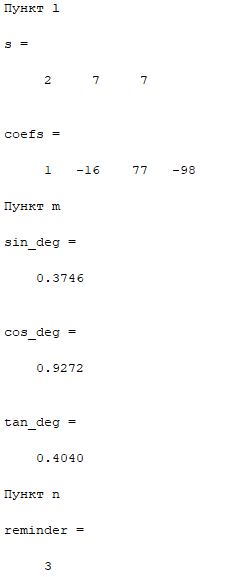 Пункт l
s =
2 7 7
coefs =
1 -16 77 -98
Пункт m
sin_deg =
0.3746
cos_deg =
0.9272
tan_deg =
0.4040
Пункт n
reminder =
3